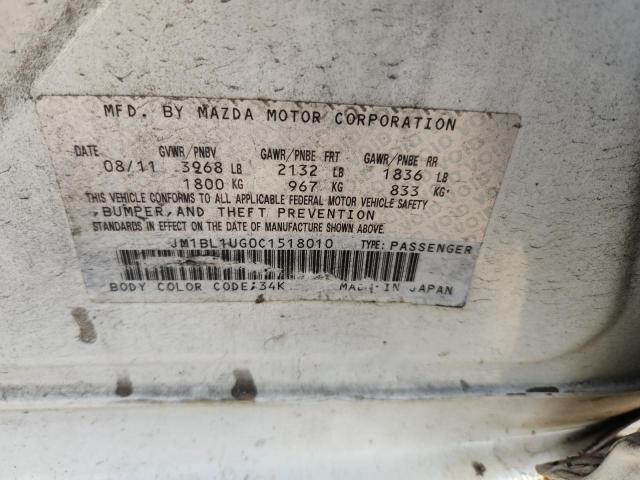 MFD. BY MAZDA MOTOR CORPORATION
DATE GVWR/PNBV GAWR/PNBE FRT GAWR/PNBE RR
08/11 3968 LB 2132 LB 1836 LB
1800 KG 967 KG 833 KG
THIS VEHICLE CONFORMS TO ALL APPLICABLE FEDERAL MOTOR VEHICLE SAFETY
,BUMPER,AND THEFT PREVENTION
STANDARDS IN EFFECT ON THE DATE OF MANUFACTURE SHOWN ABOVE.
JM1BL1UG0C1518010 TYPE: PASSENGER
BODY COLOR CODE:34K MADE IN JAPAN